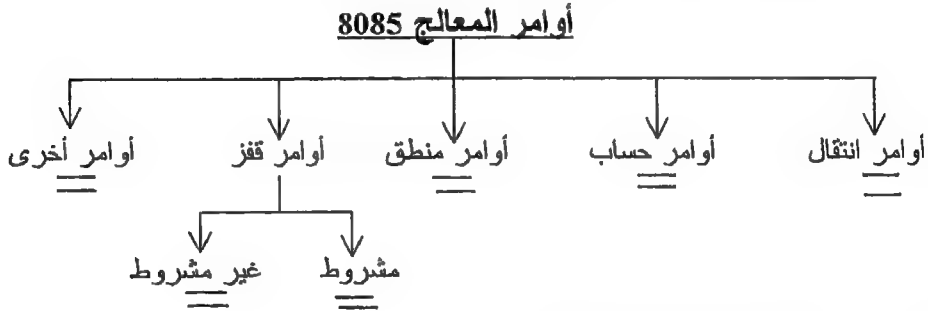 أوامر المعالج 8085
أوامر انتقال
أوامر حساب
أوامر منطق
أوامر قفز
أوامر أخرى
مشروط
غير مشروط